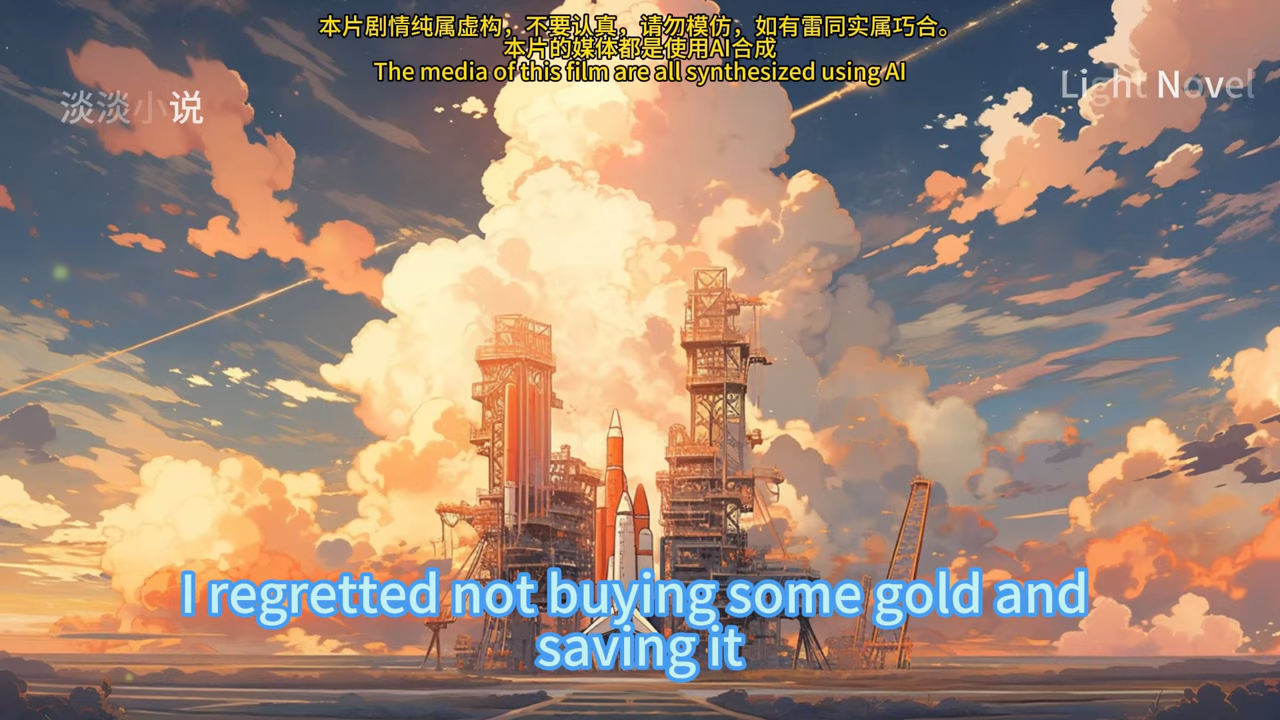 本片剧情纯属虚构，不要认真，请勿模仿，如有雷同实属巧合。
本片的媒体都是使用AI合成
The media of this film are all synthesized using AI
淡淡小说
Light Novel
I regretted not buying some gold and
saving it